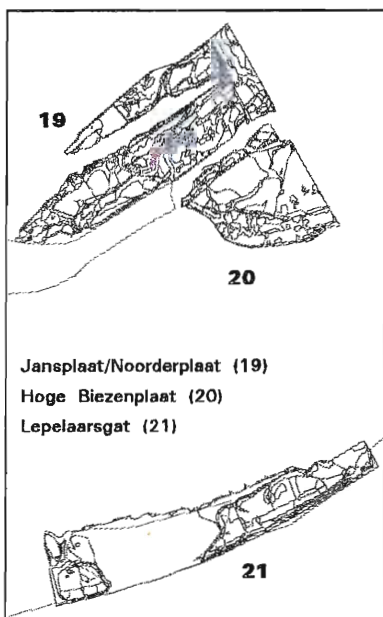 19
20
Jansplaat/Noorderplaat (19)
Hoge Biezenplaat (20)
Lepelaarsgat (21)
21